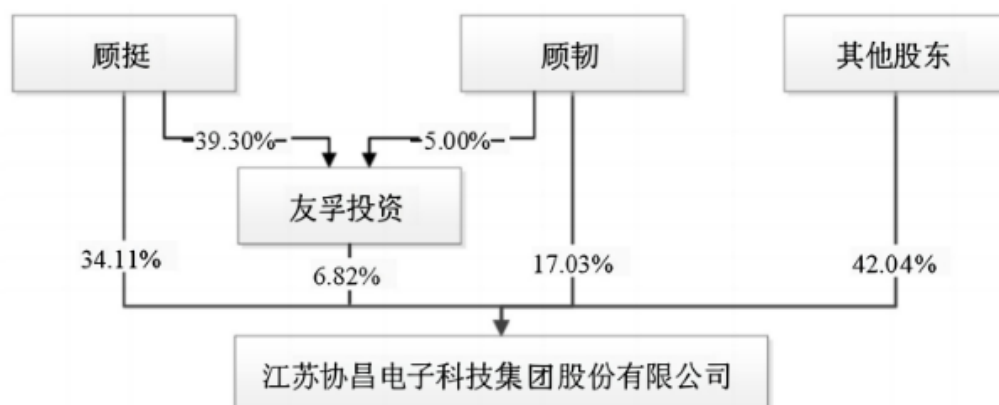 顾挺
顾韧
其他股东
39.30%
5.00%
友孚投资
34.11%
6.82%
17.03%
42.04%
江苏协昌电子科技集团股份有限公司